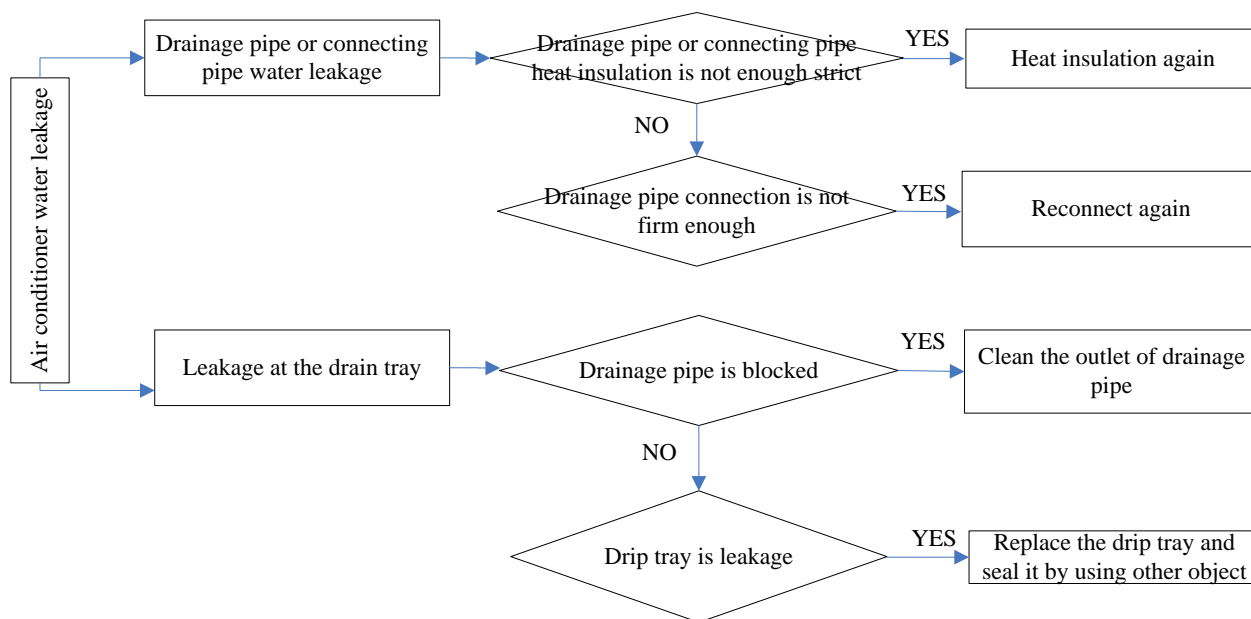 Air conditioner water leakage
Drainage pipe or connecting
pipe water leakage
Drainage pipe or connecting pipe
heat insulation is not enough strict
YES
Heat insulation again
NO
Drainage pipe connection is not
firm enough
YES
Reconnect again
Leakage at the drain tray
Drainage pipe is blocked
YES
Clean the outlet of drainage
pipe
NO
Drip tray is leakage
YES
Replace the drip tray and
seal it by using other object